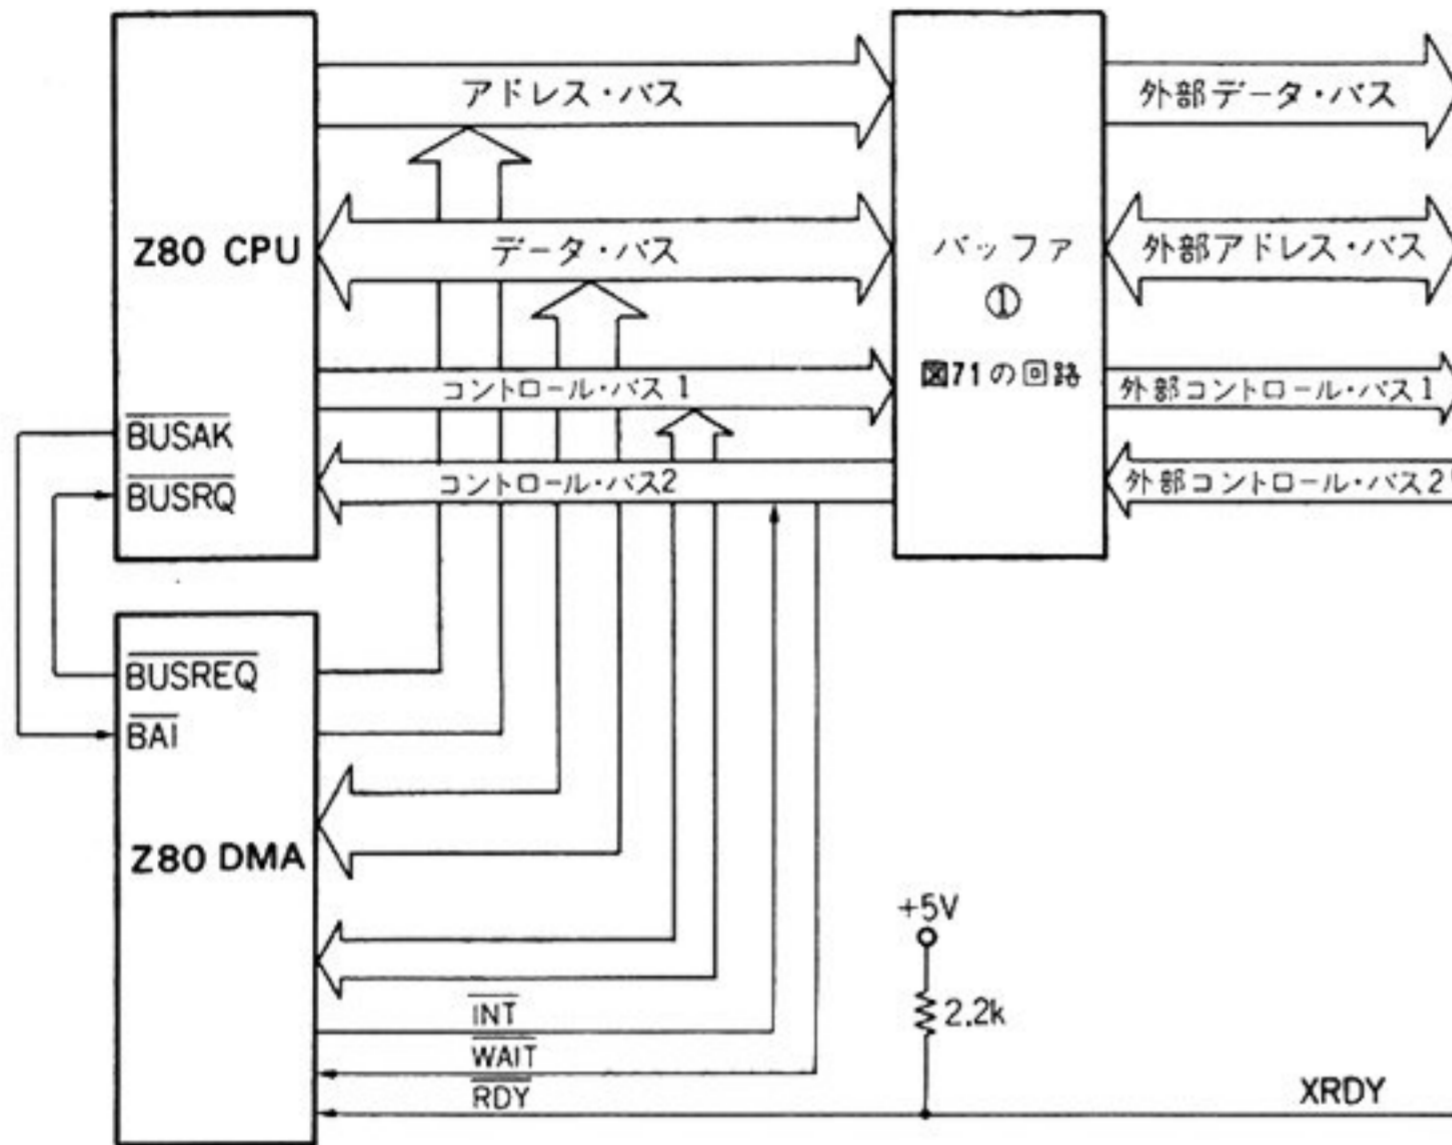 アドレス・バス
外部データ・バス
Z80 CPU
データ・バス
バッファ
①
図71の回路
外部アドレス・バス
コントロール・バス1
外部コントロール・バス1
BUSAK
BUSRQ
コントロール・バス2
外部コントロール・バス2
BUSREQ
BAI
Z80 DMA
+5V
2.2k
INT
WAIT
RDY
XRDY